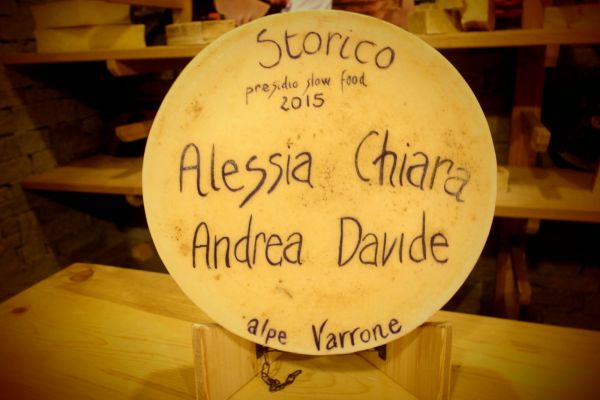 Storico
presidio slow food
2015
Alessia Chiara
Andrea Davide
alpe Varrone